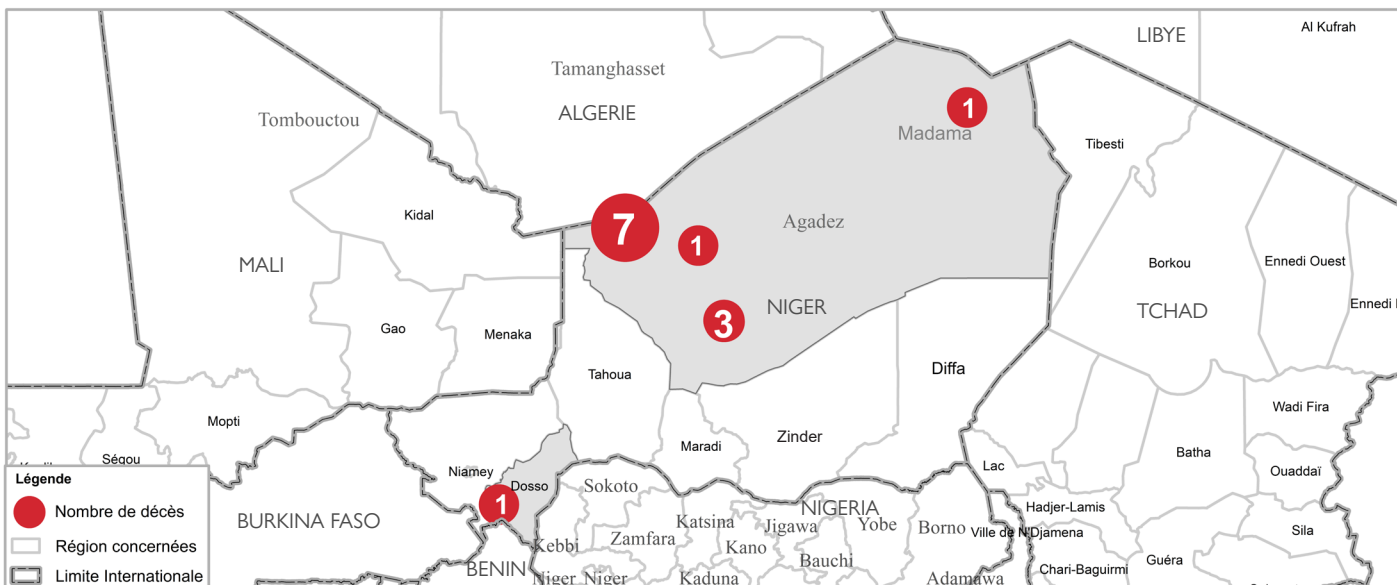 LIBYE
Al Kufrah
Tamanghasset
ALGERIE
Tombouctou
1
Madama
Tibesti
Kidal
7
Agadez
1
MALI
Borkou
Ennedi Ouest
NIGER
3
TCHAD
Ennedi
Gao
Menaka
Tahoua
Diffa
Mopti
Maradi
Zinder
Wadi Fira
Ségou
Batha
Lac
Ouaddaï
Niamey
Dosso
1
Sokoto
NIGERIA
Katsina
Jigawa
Yobe
Borno
Hadjer-Lamis
Ville de N'Djamena
Sila
BURKINA FASO
Kebbi
Zamfara
Kano
Bauchi
Guéra
Chari-Baguirmi
BENIN
Niger
Niger
Kaduna
Adamawa
Légende
Nombre de décès
Région concernées
Limite Internationale